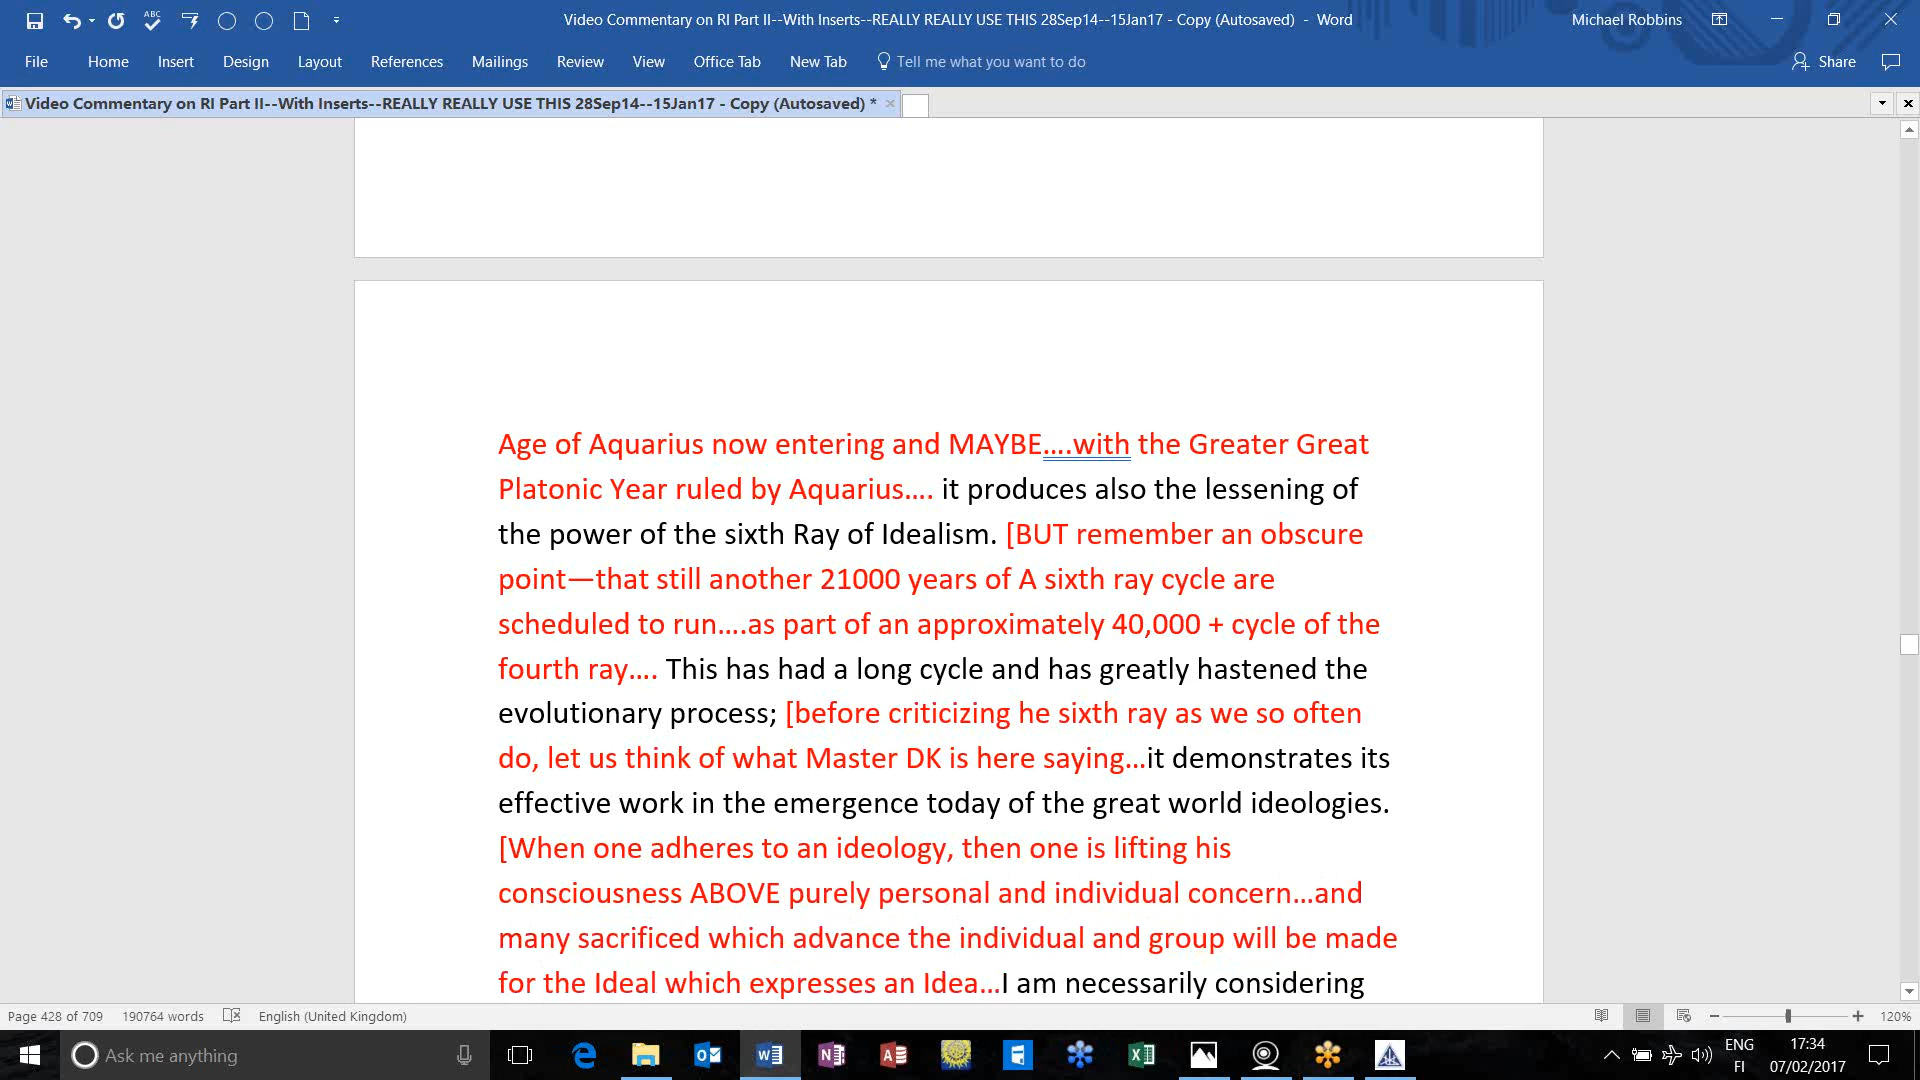 Video Commentary on RI Part II--With Inserts--REALLY REALLY USE THIS 28Sep14--15Jan17 - Copy (Autosaved) - Word
Michael Robbins
File Home Insert Design Layout References Mailings Review View Office Tab New Tab Tell me what you want to do Share
Video Commentary on RI Part II--With Inserts--REALLY REALLY USE THIS 28Sep14--15Jan17 - Copy (Autosaved) *
Age of Aquarius now entering and MAYBE….with the Greater Great
Platonic Year ruled by Aquarius…. it produces also the lessening of
the power of the sixth Ray of Idealism. [BUT remember an obscure
point—that still another 21000 years of A sixth ray cycle are
scheduled to run….as part of an approximately 40,000 + cycle of the
fourth ray…. This has had a long cycle and has greatly hastened the
evolutionary process; [before criticizing he sixth ray as we so often
do, let us think of what Master DK is here saying…it demonstrates its
effective work in the emergence today of the great world ideologies.
[When one adheres to an ideology, then one is lifting his
consciousness ABOVE purely personal and individual concern…and
many sacrificed which advance the individual and group will be made
for the Ideal which expresses an Idea…I am necessarily considering
Page 428 of 709 190764 words English (United Kingdom) 120%
Ask me anything
ENG 17:34
FI 07/02/2017